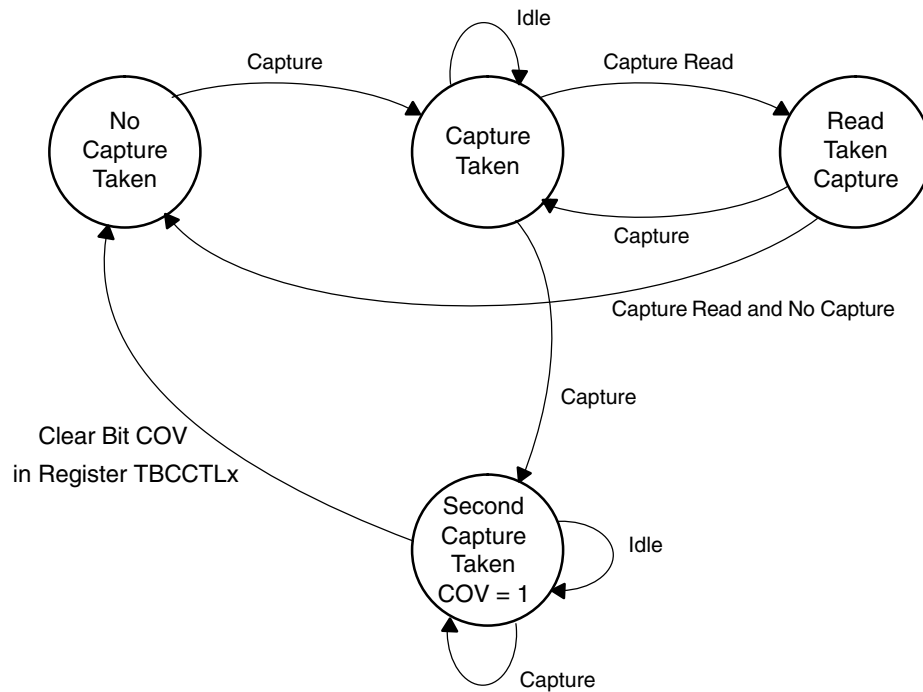 Idle
Capture
Capture Read
No
Capture
Taken
Capture
Taken
Read
Taken
Capture
Capture
Capture Read and No Capture
Capture
Clear Bit COV
in Register TBCCTLx
Second
Capture
Taken
COV = 1
Idle
Capture